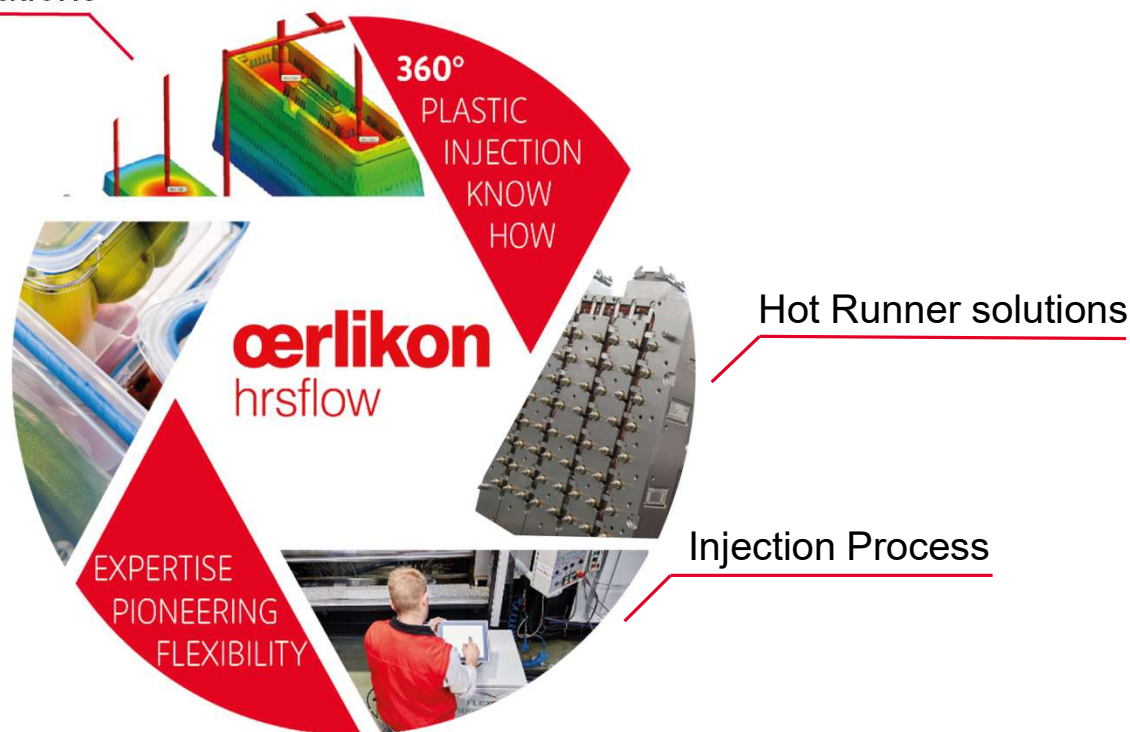 360°
PLASTIC
INJECTION
KNOW
HOW
œrlikon
hrsflow
Hot Runner solutions
Injection Process
EXPERTISE
PIONEERING
FLEXIBILITY